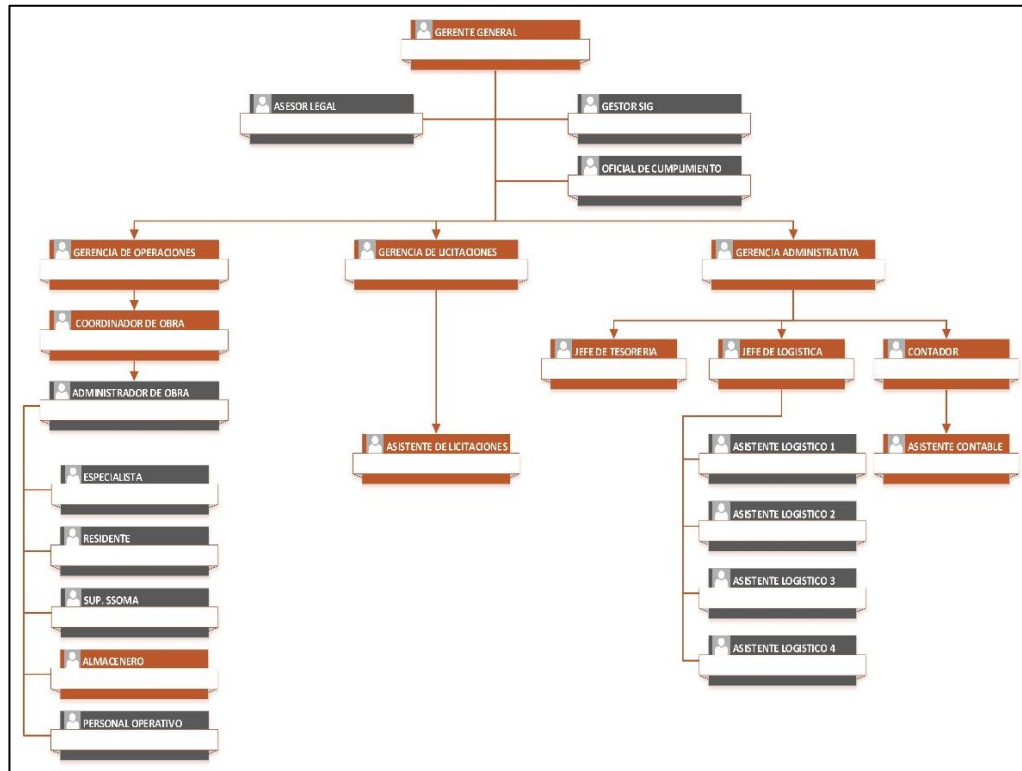 GERENTE GENERAL
ASESOR LEGAL
GESTOR SIG
OFICIAL DE CUMPLIMIENTO
GERENCIA DE OPERACIONES
GERENCIA DE LICITACIONES
GERENCIA ADMINISTRATIVA
COORDINADOR DE OBRA
JEFE DE TESORERIA
JEFE DE LOGISTICA
CONTADOR
ADMINISTRADOR DE OBRA
ASISTENTE DE LICITACIONES
ASISTENTE LOGISTICO 1
ASISTENTE CONTABLE
ESPECIALISTA
ASISTENTE LOGISTICO 2
RESIDENTE
ASISTENTE LOGISTICO 3
SUP. SSOMA
ASISTENTE LOGISTICO 4
ALMACENERO
PERSONAL OPERATIVO